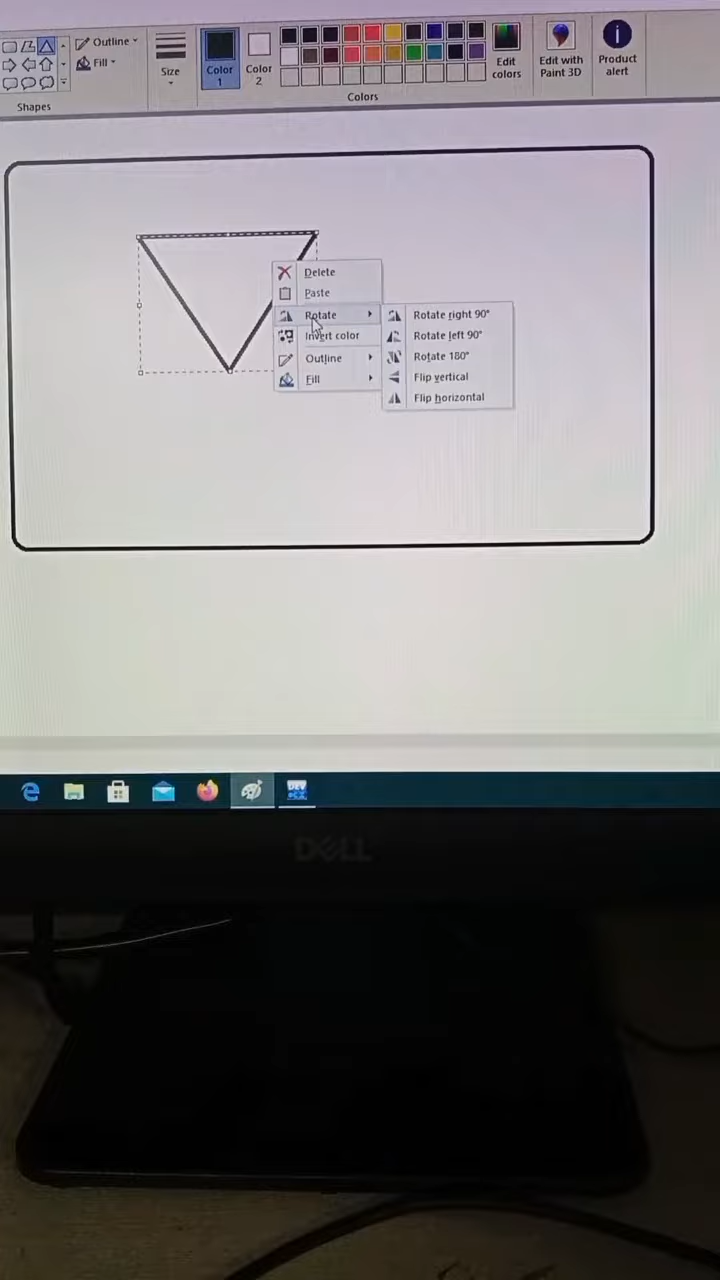 Outline
Fill
Shapes
Size
Color 1
Color 2
Edit colors
Edit with Paint 3D
Product alert
Colors
Delete
Paste
Rotate
Invert color
Outline
Fill
Rotate right 90°
Rotate left 90°
Rotate 180°
Flip vertical
Flip horizontal
DEV
DELL